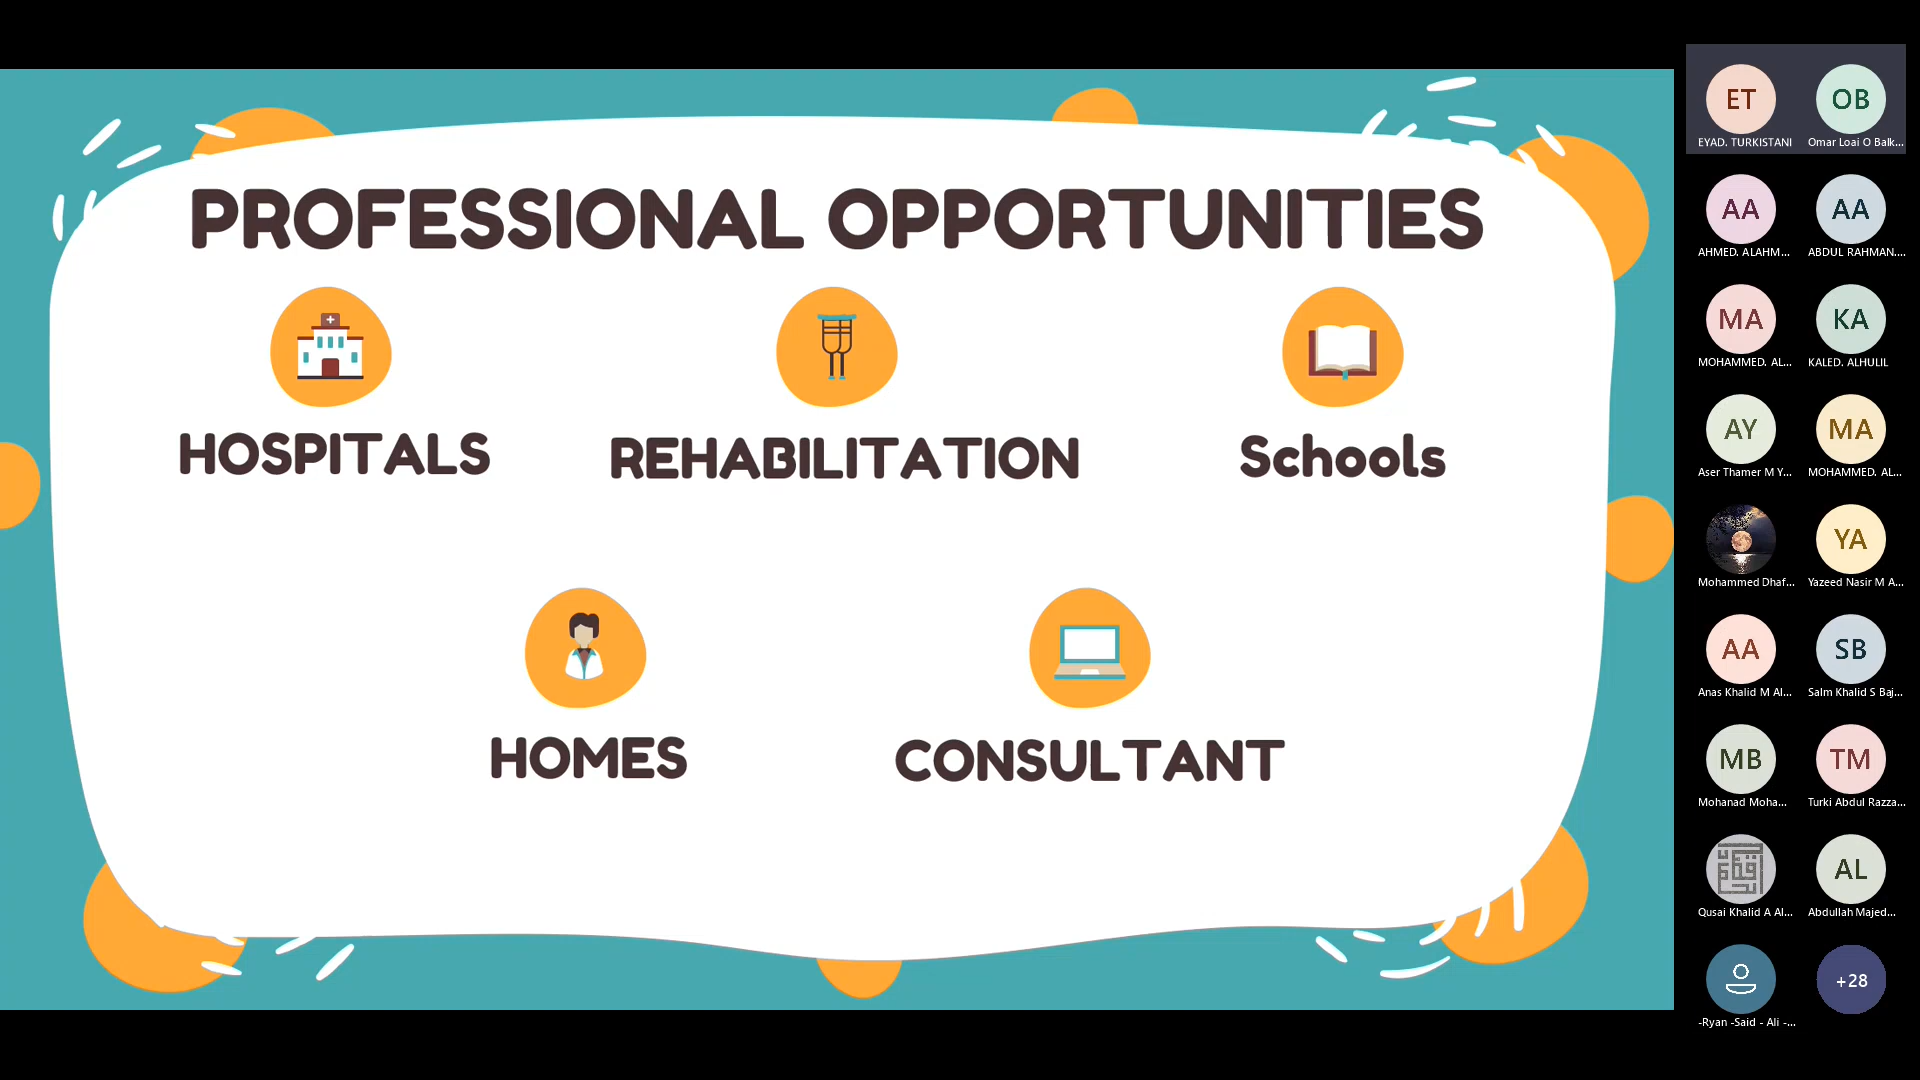 PROFESSIONAL OPPORTUNITIES
HOSPITALS
REHABILITATION
Schools
HOMES
CONSULTANT
ET
OB
EYAD. TURKISTANI
Omar Loai O Balk...
AA
AA
AHMED. ALAHM...
ABDUL RAHMAN....
MA
KA
MOHAMMED. AL...
KALED. ALHULIL
AY
MA
Aser Thamer M Y...
MOHAMMED. AL...
YA
Mohammed Dhaf...
Yazeed Nasir M A...
AA
SB
Anas Khalid M Al...
Salm Khalid S Baj...
MB
TM
Mohanad Moha...
Turki Abdul Razza...
AL
Qusai Khalid A Al...
Abdullah Majed...
+28
-Ryan -Said - Ali -...